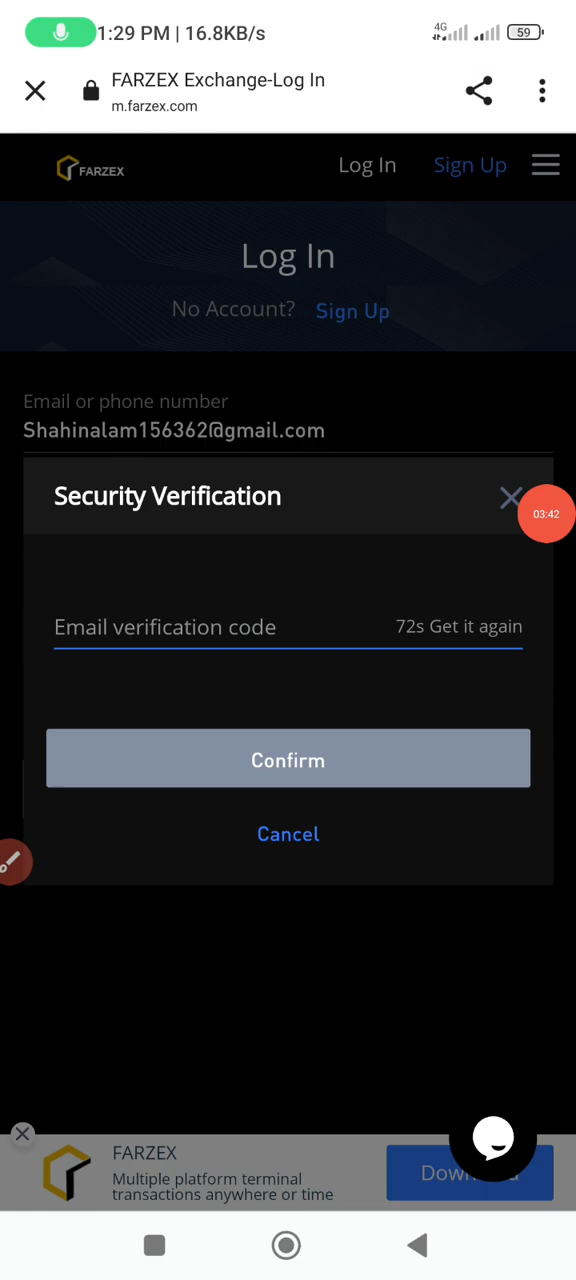 1:29 PM | 16.8KB/s 4G 59
FARZEX Exchange-Log In
m.farzex.com
FARZEX Log In Sign Up
Log In
No Account? Sign Up
Email or phone number
Shahinalam156362@gmail.com
Security Verification
03:42
Email verification code 72s Get it again
Confirm
Cancel
FARZEX
Multiple platform terminal
transactions anywhere or time